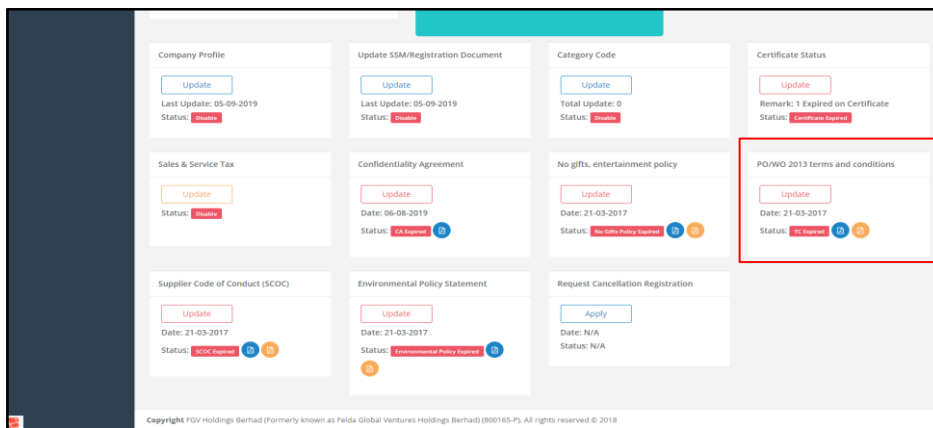 Company Profile
Update
Last Update: 05-09-2019
Status: Disable
Update SSM/Registration Document
Update
Last Update: 05-09-2019
Status: Disable
Category Code
Update
Total Update: 0
Status: Disable
Certificate Status
Update
Remark: 1 Expired on Certificate
Status: Certificate Expired
Sales & Service Tax
Update
Status: Disable
Confidentiality Agreement
Update
Date: 06-08-2019
Status: CA Expired
No gifts, entertainment policy
Update
Date: 21-03-2017
Status: No Gifts Policy Expired
PO/WO 2013 terms and conditions
Update
Date: 21-03-2017
Status: TC Expired
Supplier Code of Conduct (SCOC)
Update
Date: 21-03-2017
Status: SCOC Expired
Environmental Policy Statement
Update
Date: 21-03-2017
Status: Environmental Policy Expired
Request Cancellation Registration
Apply
Date: N/A
Status: N/A
Copyright FGV Holdings Berhad (Formerly known as Felda Global Ventures Holdings Berhad) (800165-P). All rights reserved © 2018